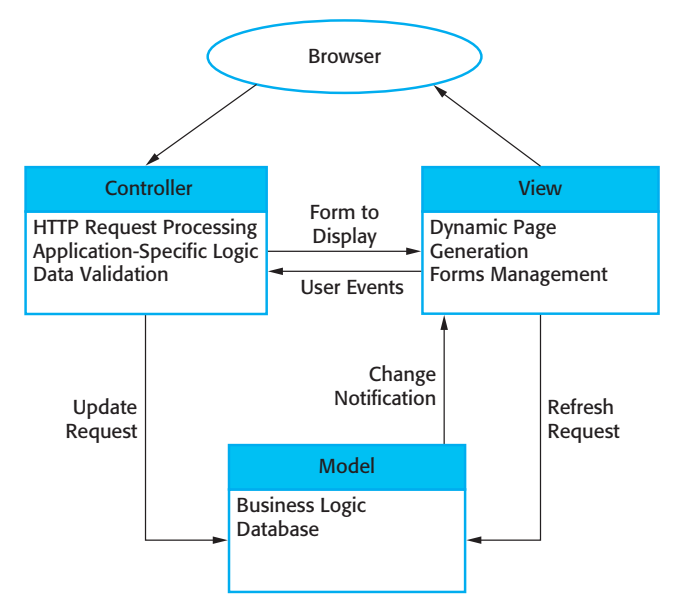 Browser
Controller
HTTP Request Processing
Application-Specific Logic
Data Validation
Form to
Display
User Events
View
Dynamic Page
Generation
Forms Management
Update
Request
Change
Notification
Refresh
Request
Model
Business Logic
Database